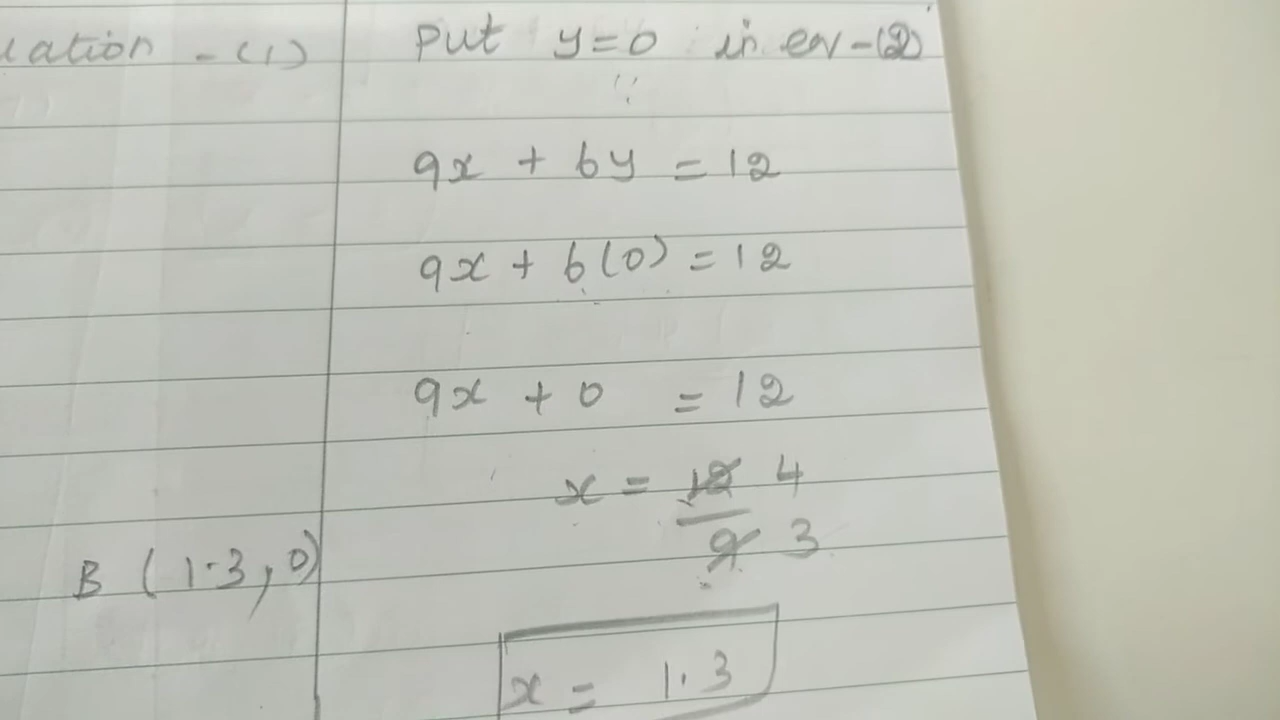 lation - (1)
B (1.3, 0)
Put y=0 in eq - (2)
9x + 6y = 12
9x + 6(0) = 12
9x + 0 = 12
x = 12 4
9 3
x = 1.3